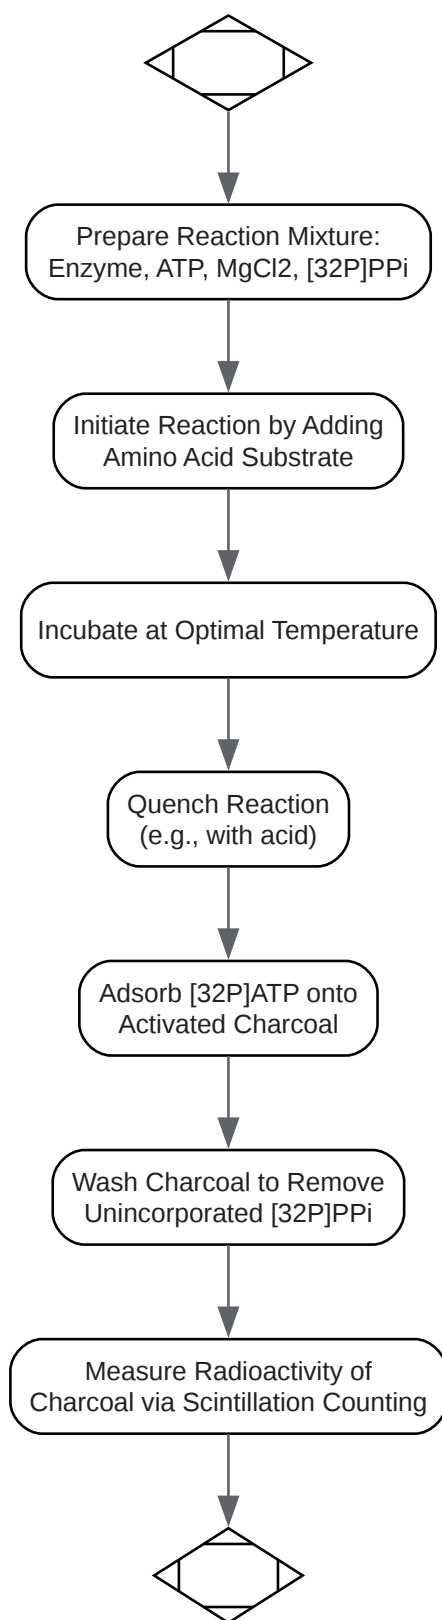 Prepare Reaction Mixture:
Enzyme, ATP, MgCl2, [32P]PPi
Initiate Reaction by Adding
Amino Acid Substrate
Incubate at Optimal Temperature
Quench Reaction
(e.g., with acid)
Adsorb [32P]ATP onto
Activated Charcoal
Wash Charcoal to Remove
Unincorporated [32P]PPi
Measure Radioactivity of
Charcoal via Scintillation Counting